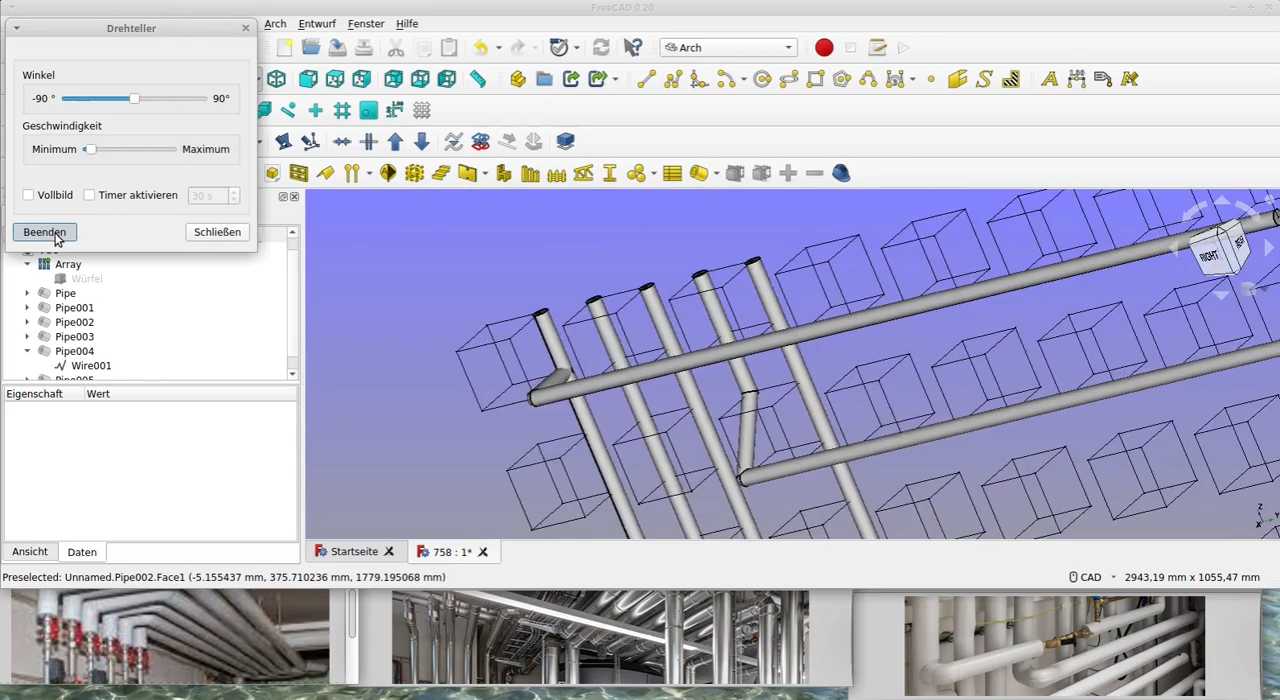 FreeCAD 0.20
Drehteller
Arch Entwurf Fenster Hilfe
Arch
Winkel
-90 ° 90°
Geschwindigkeit
Minimum Maximum
Vollbild Timer aktivieren 30 s
Beenden Schließen
Array
Würfel
Pipe
Pipe001
Pipe002
Pipe003
Pipe004
Wire001
Eigenschaft Wert
RIGHT
Z
X
Ansicht Daten
Startseite 758 : 1*
Preselected: Unnamed.Pipe002.Face1 (-5.155437 mm, 375.710236 mm, 1779.195068 mm)
CAD 2943,19 mm x 1055,47 mm